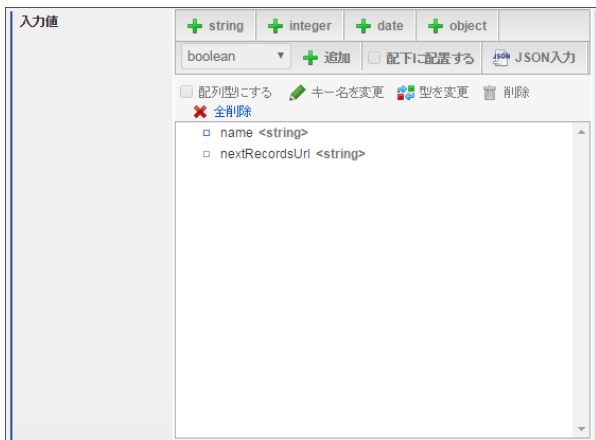 入力値
string integer date object
boolean 追加 配下に配置する JSON入力
配列型にする キー名を変更 型を変更 削除
全削除
name <string>
nextRecordsUrl <string>